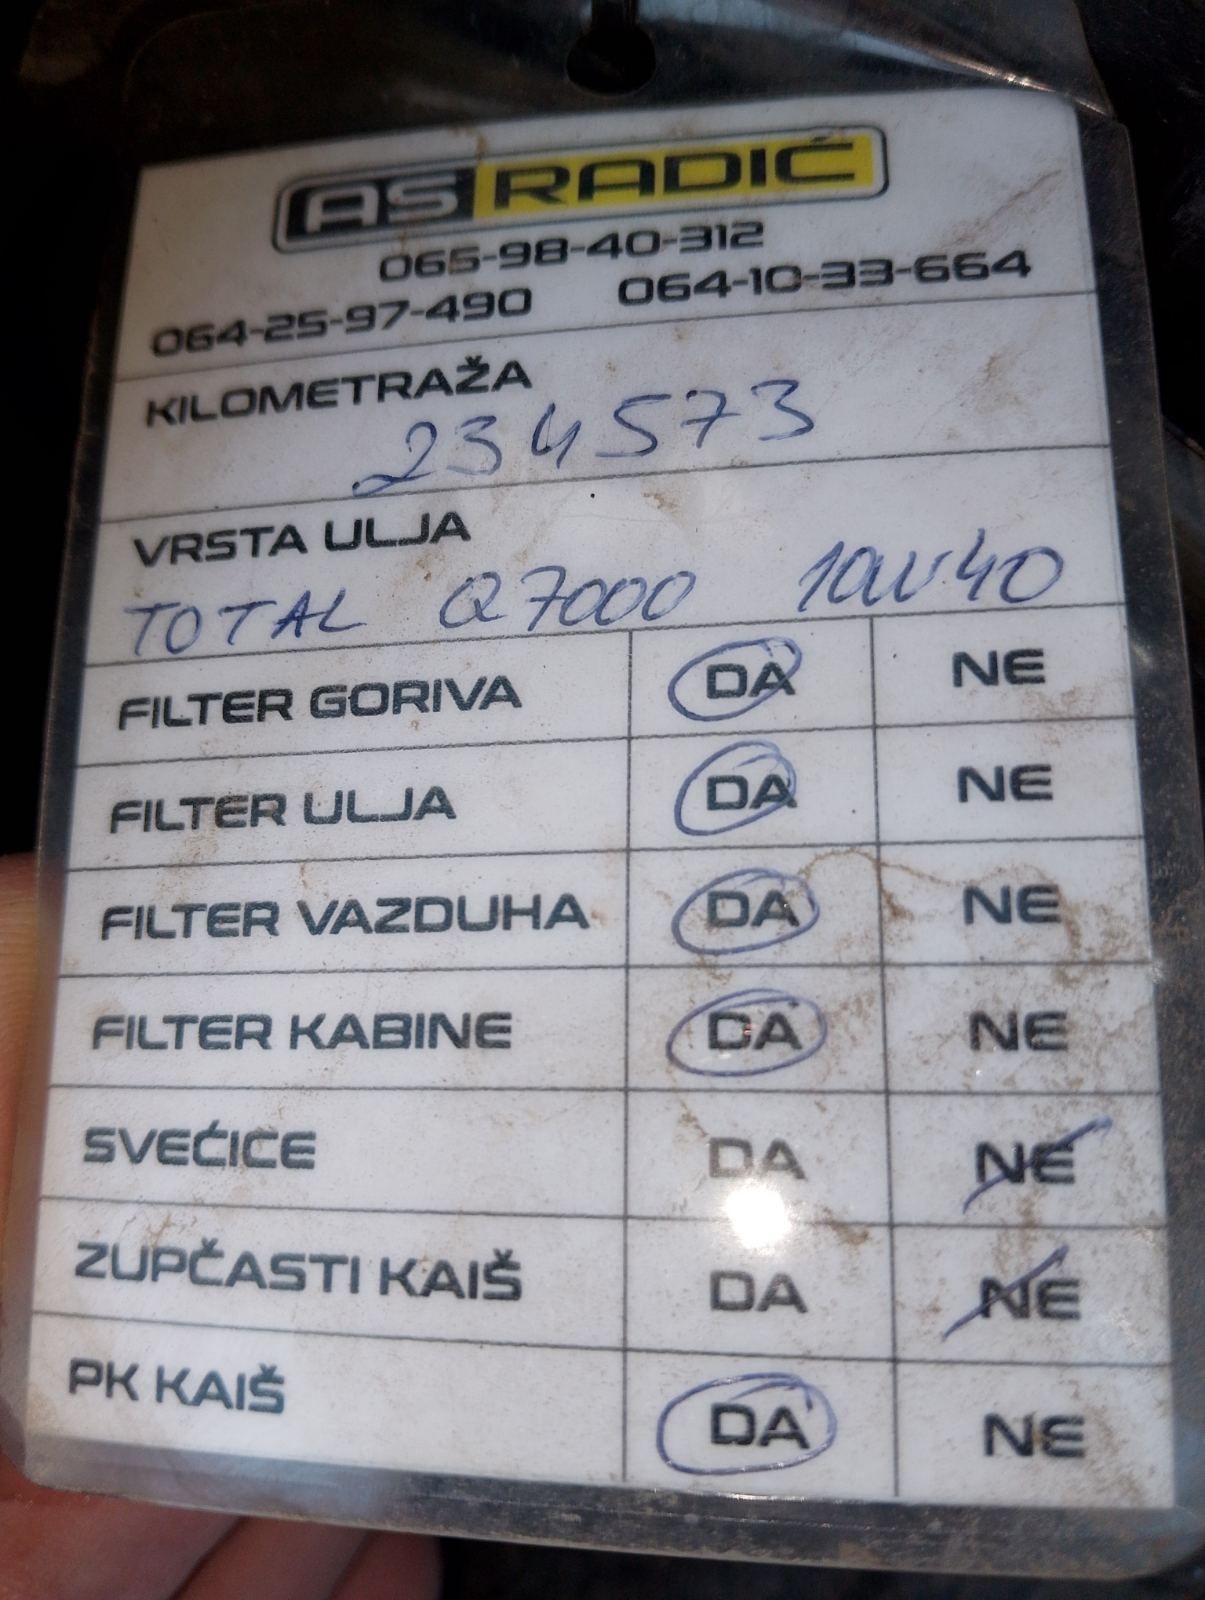 AS RADIĆ
065-98-40-312
064-25-97-490 064-10-33-664
KILOMETRAŽA
234573
VRSTA ULJA
TOTAL Q7000 10W40
FILTER GORIVA DA NE
FILTER ULJA DA NE
FILTER VAZDUHA DA NE
FILTER KABINE DA NE
SVEĆICE DA NE
ZUPČASTI KAIŠ DA NE
PK KAIŠ DA NE